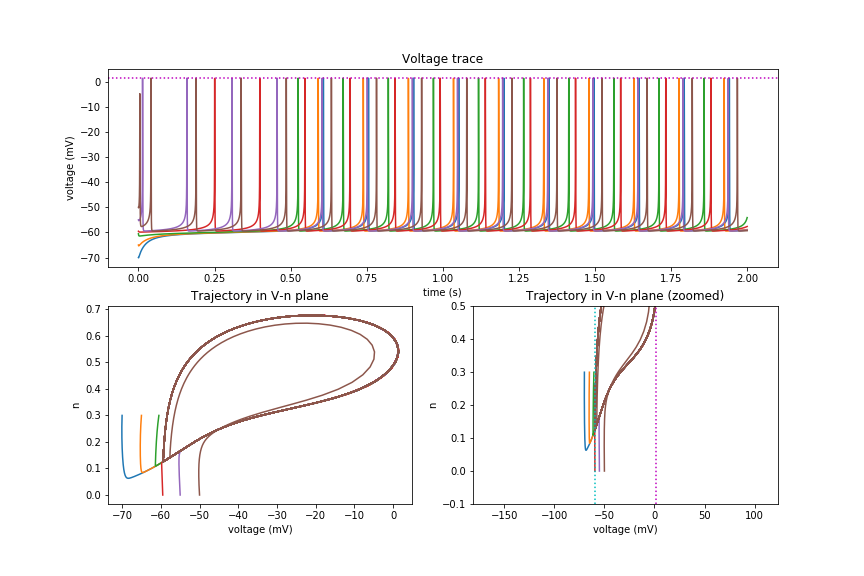 Voltage trace
voltage (mV)
0
−10
−20
−30
−40
−50
−60
−70
0.00 0.25 0.50 0.75 1.00 1.25 1.50 1.75 2.00
time (s)
Trajectory in V-n plane
n
0.7
0.6
0.5
0.4
0.3
0.2
0.1
0.0
−70 −60 −50 −40 −30 −20 −10 0
voltage (mV)
Trajectory in V-n plane (zoomed)
n
0.5
0.4
0.3
0.2
0.1
0.0
−0.1
−150 −100 −50 0 50 100
voltage (mV)